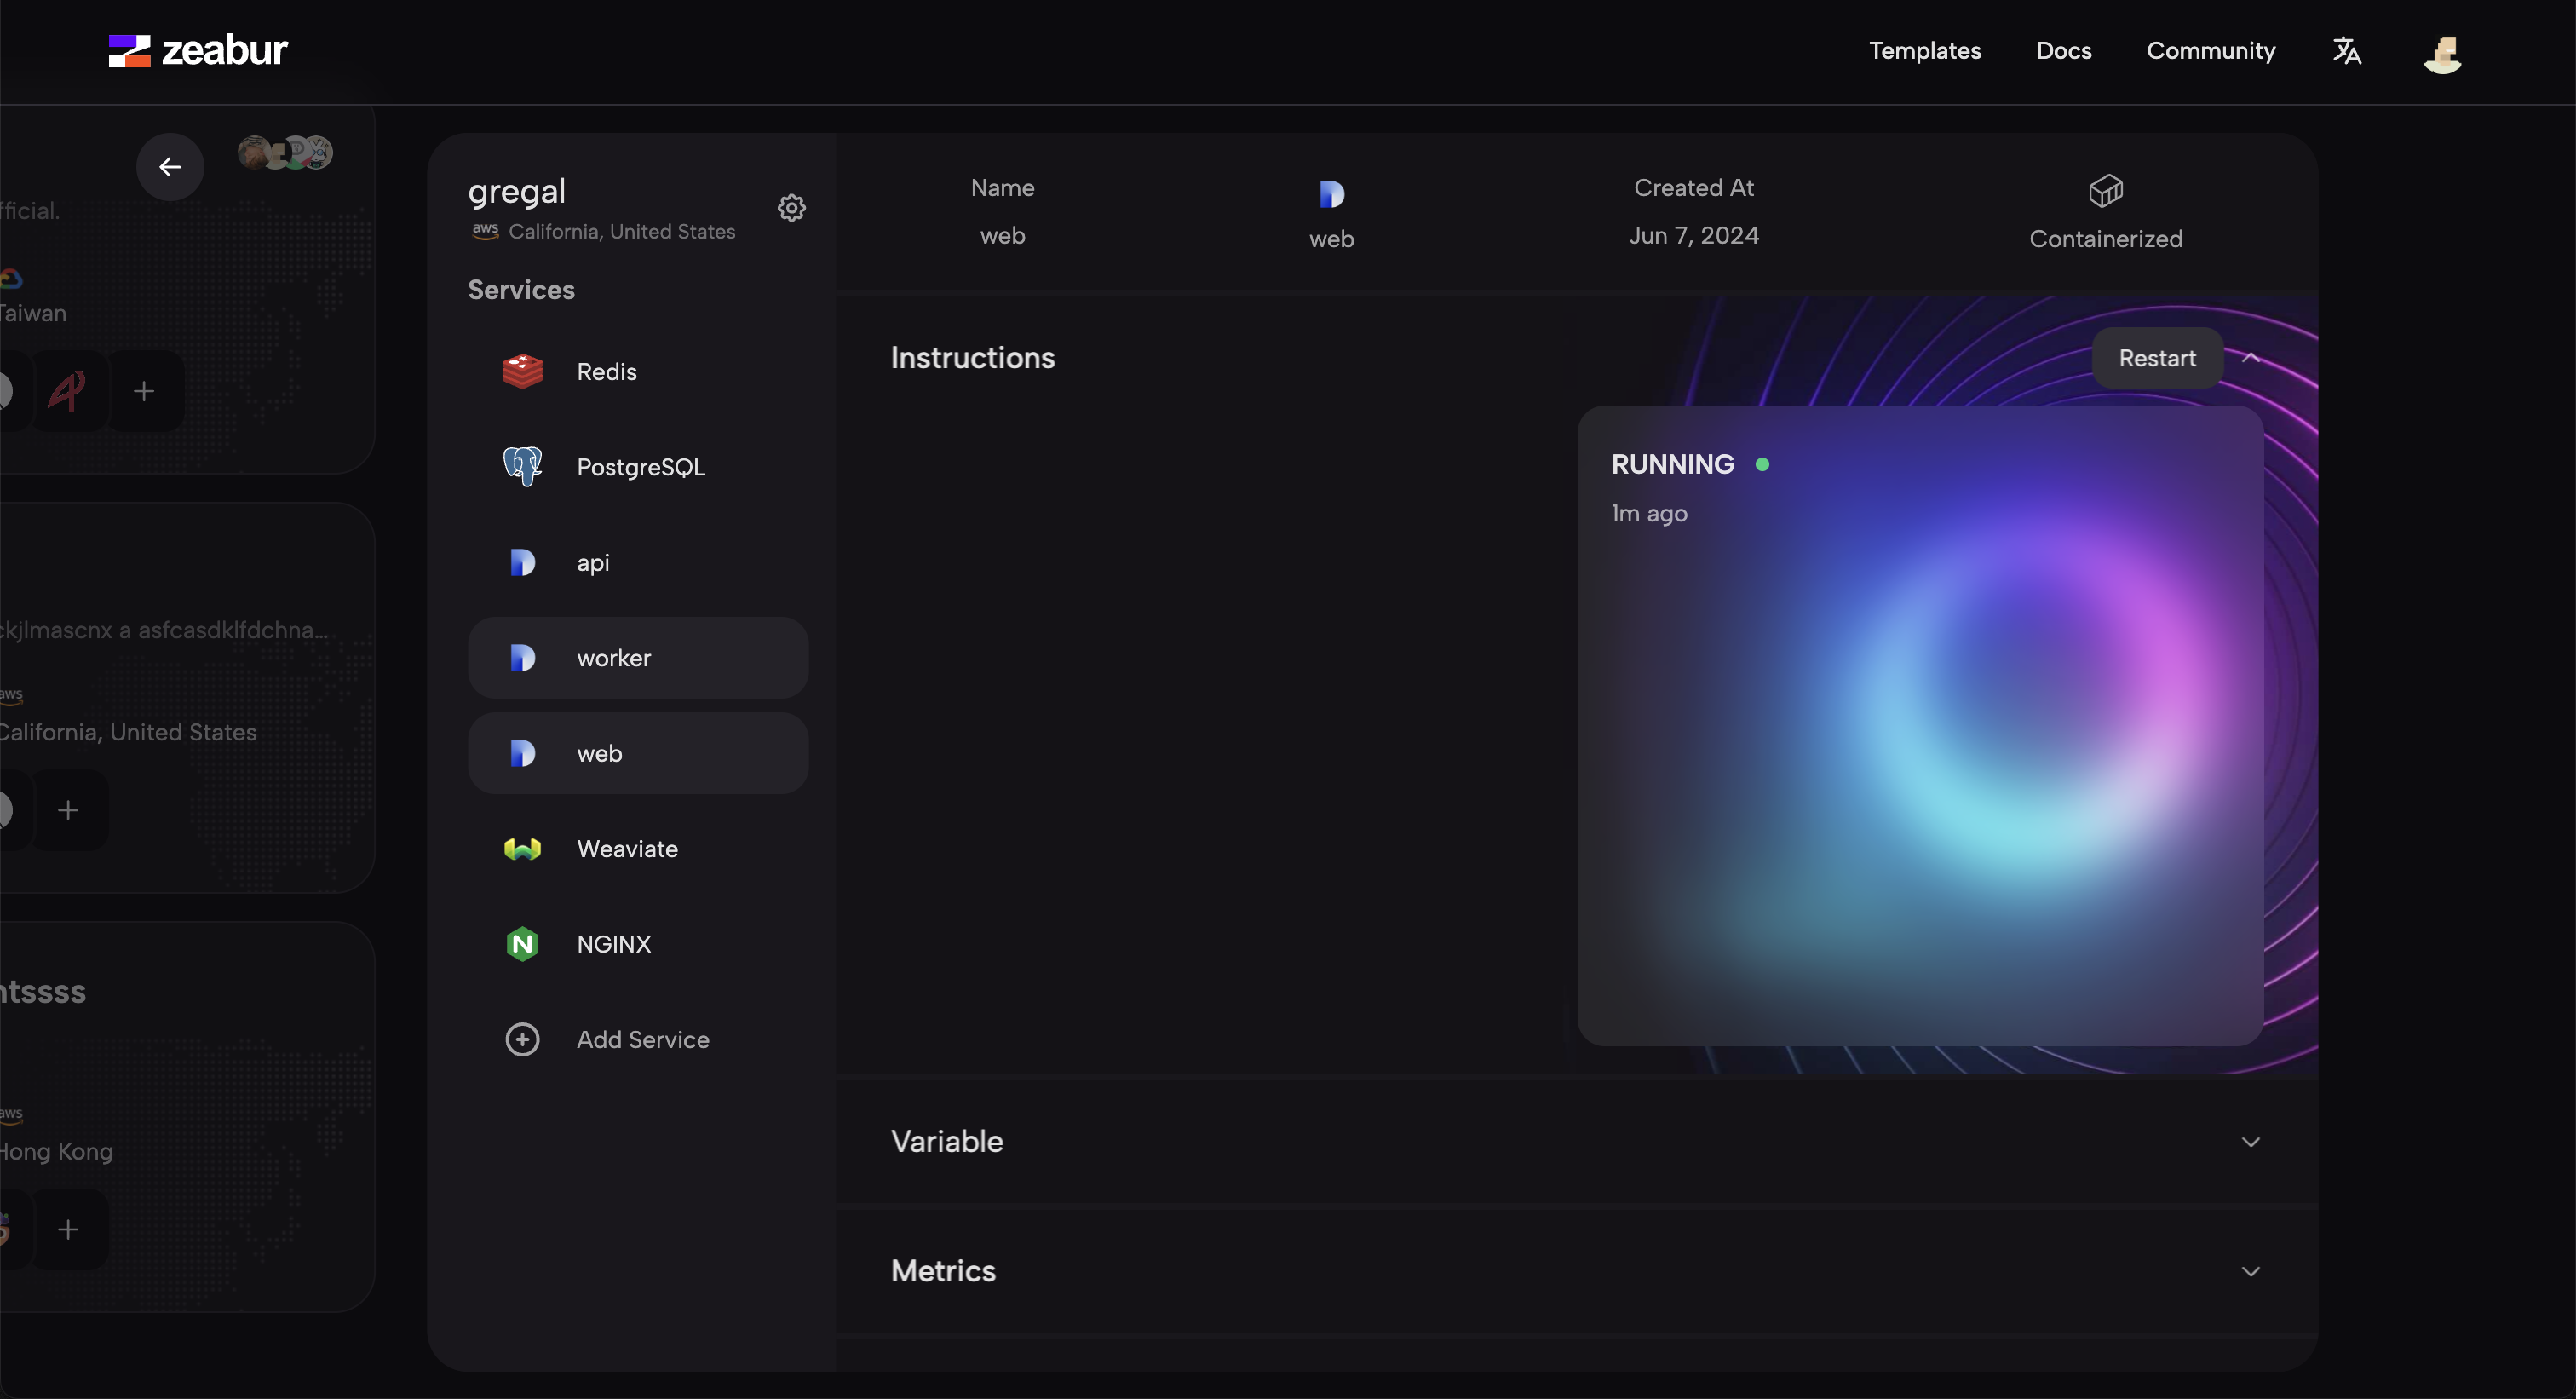 zeabur
Templates
Docs
Community
fficial.
Taiwan
ckjlmascnx a asfcasdklfdchna...
aws
California, United States
ntssss
aws
Hong Kong
gregal
aws California, United States
Services
Redis
PostgreSQL
api
worker
web
Weaviate
NGINX
Add Service
Name
web
web
Created At
Jun 7, 2024
Containerized
Instructions
Restart
RUNNING
1m ago
Variable
Metrics